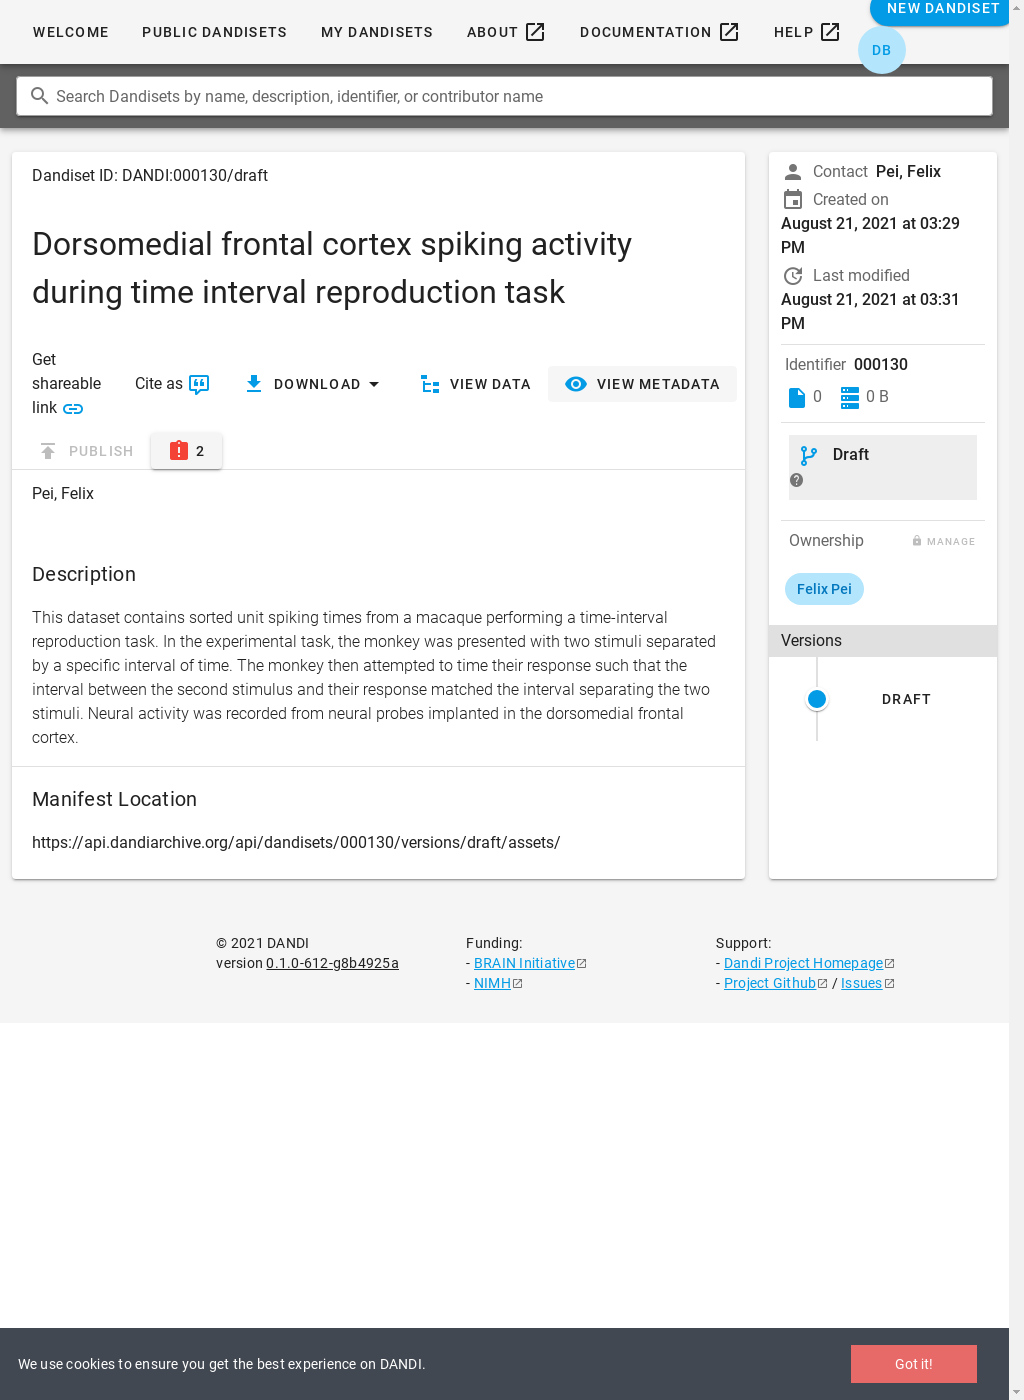 WELCOME
PUBLIC DANDISETS
MY DANDISETS
ABOUT
DOCUMENTATION
HELP
NEW DANDISET
DB
Search Dandisets by name, description, identifier, or contributor name
Dandiset ID: DANDI:000130/draft
Dorsomedial frontal cortex spiking activity
during time interval reproduction task
Get
shareable
link
Cite as
DOWNLOAD
VIEW DATA
VIEW METADATA
PUBLISH
2
Pei, Felix
Description
This dataset contains sorted unit spiking times from a macaque performing a time-interval
reproduction task. In the experimental task, the monkey was presented with two stimuli separated
by a specific interval of time. The monkey then attempted to time their response such that the
interval between the second stimulus and their response matched the interval separating the two
stimuli. Neural activity was recorded from neural probes implanted in the dorsomedial frontal
cortex.
Manifest Location
https://api.dandiarchive.org/api/dandisets/000130/versions/draft/assets/
Contact Pei, Felix
Created on
August 21, 2021 at 03:29
PM
Last modified
August 21, 2021 at 03:31
PM
Identifier 000130
0 0 B
Draft
Ownership
MANAGE
Felix Pei
Versions
DRAFT
© 2021 DANDI
version 0.1.0-612-g8b4925a
Funding:
- BRAIN Initiative
- NIMH
Support:
- Dandi Project Homepage
- Project Github / Issues
We use cookies to ensure you get the best experience on DANDI.
Got it!